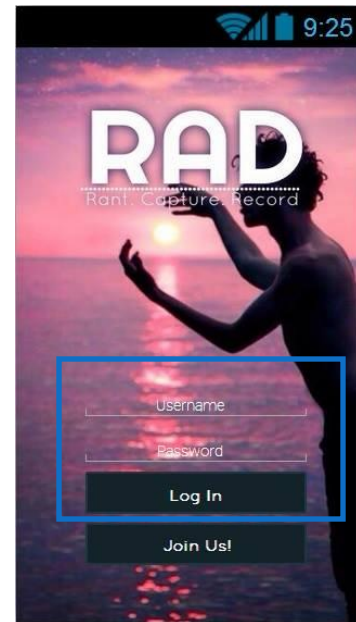 9:25
RAD
Rant. Capture. Record
Username
Password
Log In
Join Us!